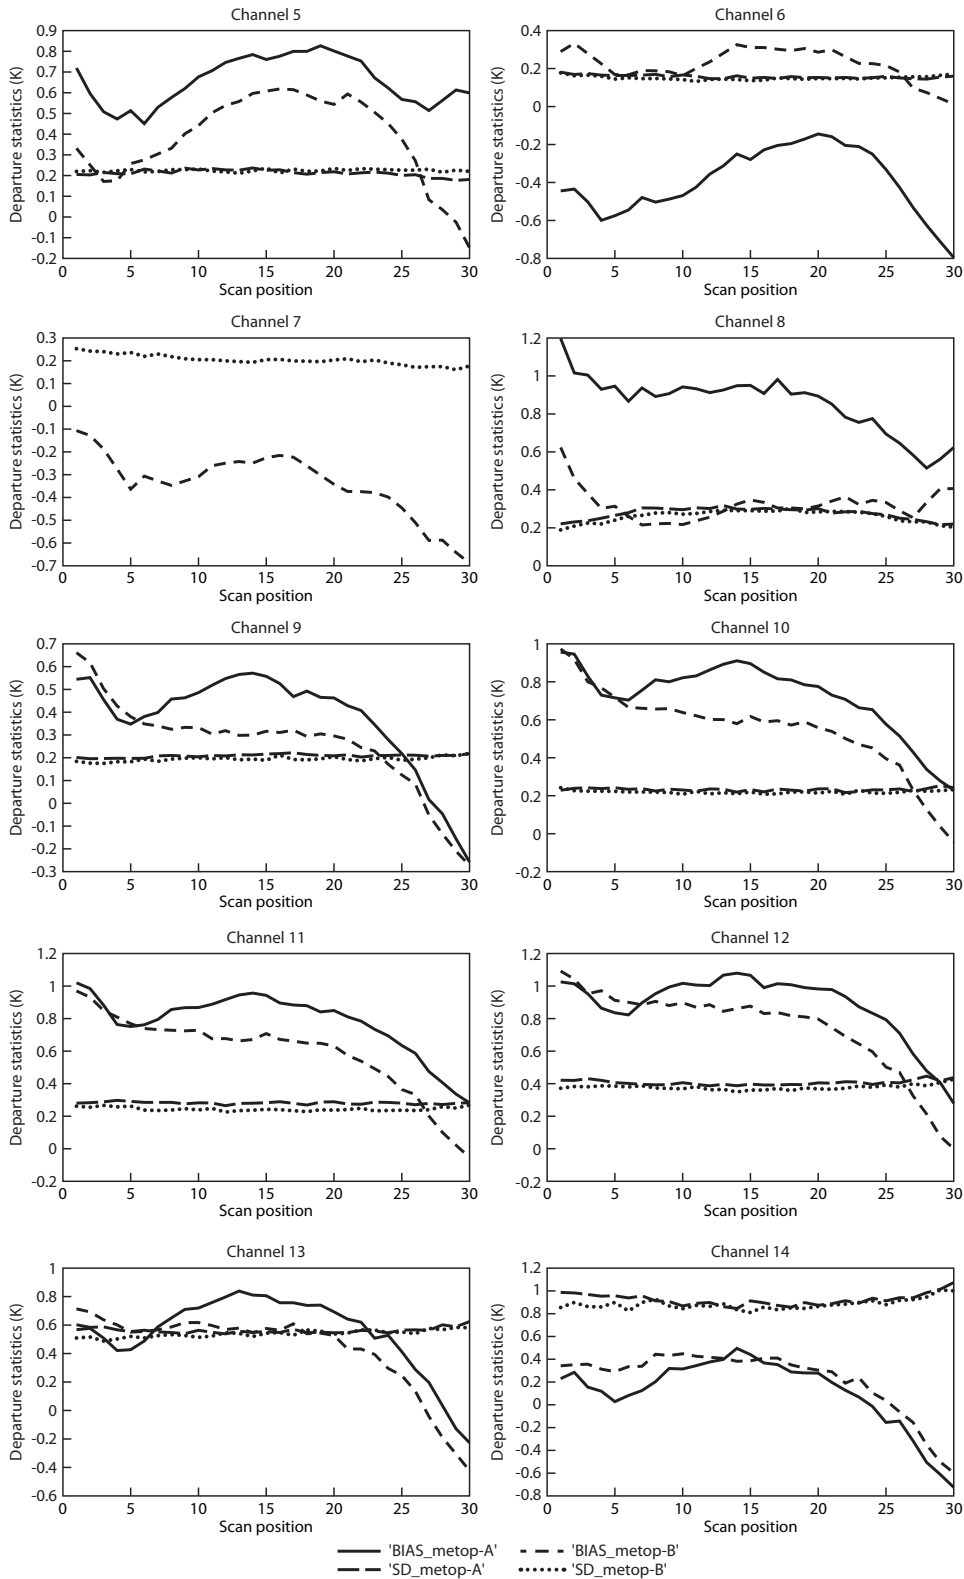 Channel 5
Departure statistics (K)
0.9
0.8
0.7
0.6
0.5
0.4
0.3
0.2
0.1
0
-0.1
-0.2
0 5 10 15 20 25 30
Scan position
Channel 6
Departure statistics (K)
0.4
0.2
0
-0.2
-0.4
-0.6
-0.8
0 5 10 15 20 25 30
Scan position
Channel 7
Departure statistics (K)
0.3
0.2
0.1
0
-0.1
-0.2
-0.3
-0.4
-0.5
-0.6
-0.7
0 5 10 15 20 25 30
Scan position
Channel 8
Departure statistics (K)
1.2
1
0.8
0.6
0.4
0.2
0
0 5 10 15 20 25 30
Scan position
Channel 9
Departure statistics (K)
0.7
0.6
0.5
0.4
0.3
0.2
0.1
0
-0.1
-0.2
-0.3
0 5 10 15 20 25 30
Scan position
Channel 10
Departure statistics (K)
1
0.8
0.6
0.4
0.2
0
-0.2
0 5 10 15 20 25 30
Scan position
Channel 11
Departure statistics (K)
1.2
1
0.8
0.6
0.4
0.2
0
-0.2
0 5 10 15 20 25 30
Scan position
Channel 12
Departure statistics (K)
1.2
1
0.8
0.6
0.4
0.2
0
-0.2
0 5 10 15 20 25 30
Scan position
Channel 13
Departure statistics (K)
1
0.8
0.6
0.4
0.2
0
-0.2
-0.4
-0.6
0 5 10 15 20 25 30
Scan position
Channel 14
Departure statistics (K)
1.2
1
0.8
0.6
0.4
0.2
0
-0.2
-0.4
-0.6
-0.8
0 5 10 15 20 25 30
Scan position
'BIAS_metop-A' 'BIAS_metop-B'
'SD_metop-A' 'SD_metop-B'